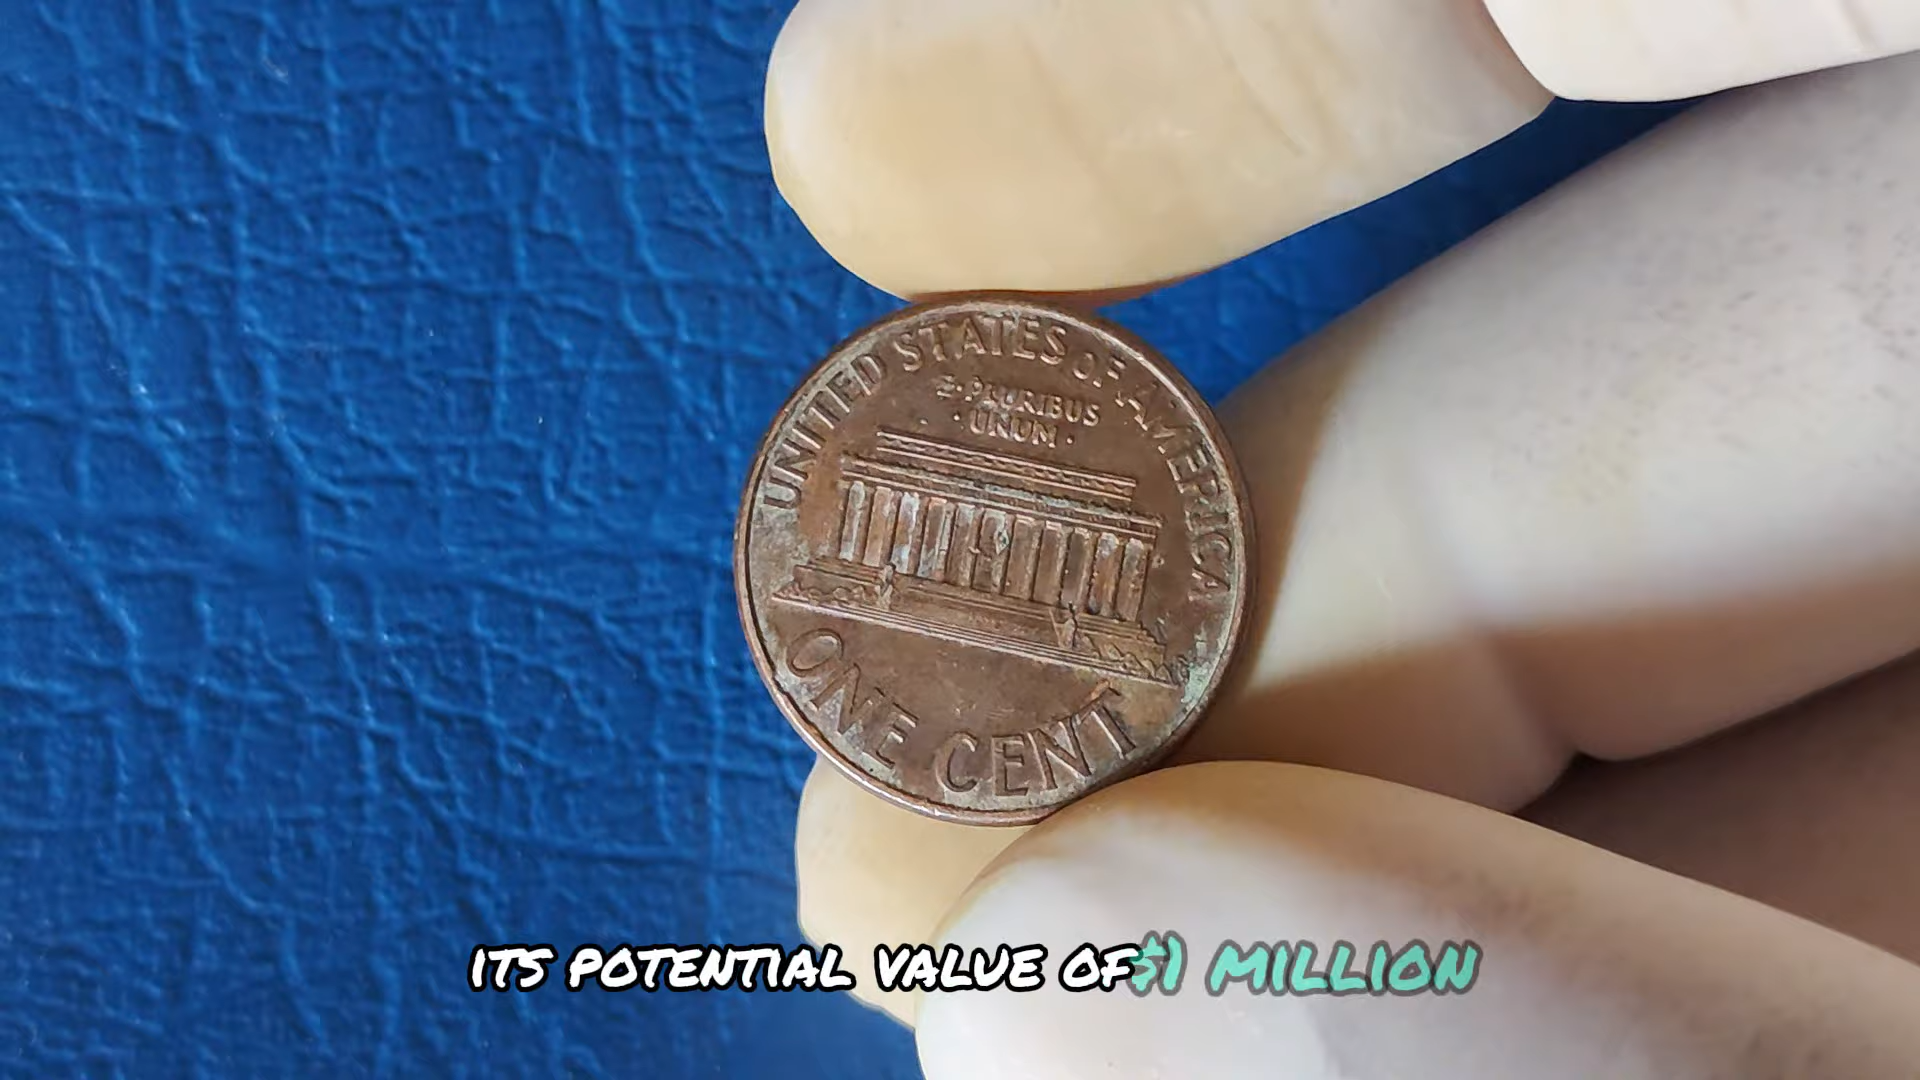 UNITED STATES OF AMERICA
E·PLURIBUS
·UNUM·
ONE CENT
ITS POTENTIAL VALUE OF $1 MILLION